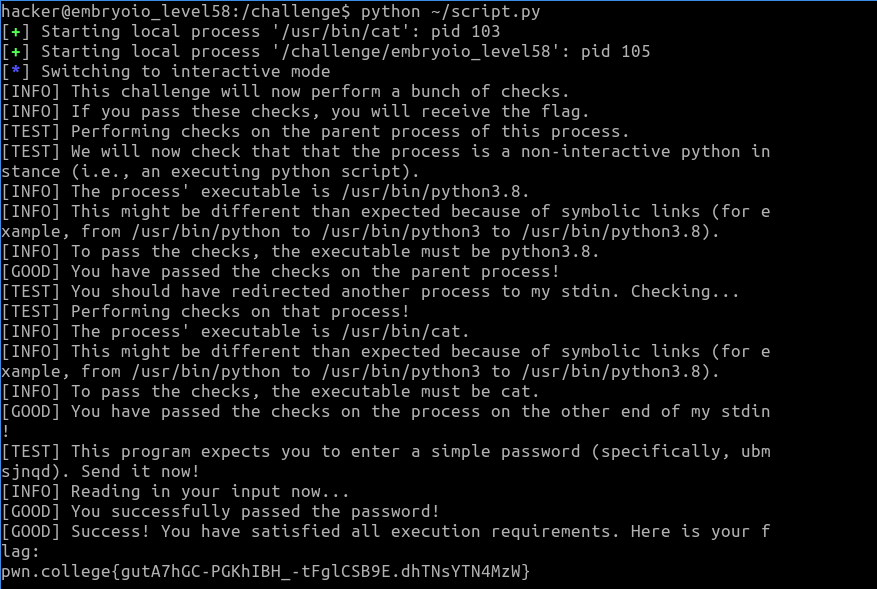 hacker@embryoio_level58:/challenge$ python ~/script.py
[+] Starting local process '/usr/bin/cat': pid 103
[+] Starting local process '/challenge/embryoio_level58': pid 105
[*] Switching to interactive mode
[INFO] This challenge will now perform a bunch of checks.
[INFO] If you pass these checks, you will receive the flag.
[TEST] Performing checks on the parent process of this process.
[TEST] We will now check that that the process is a non-interactive python in
stance (i.e., an executing python script).
[INFO] The process' executable is /usr/bin/python3.8.
[INFO] This might be different than expected because of symbolic links (for e
xample, from /usr/bin/python to /usr/bin/python3 to /usr/bin/python3.8).
[INFO] To pass the checks, the executable must be python3.8.
[GOOD] You have passed the checks on the parent process!
[TEST] You should have redirected another process to my stdin. Checking...
[TEST] Performing checks on that process!
[INFO] The process' executable is /usr/bin/cat.
[INFO] This might be different than expected because of symbolic links (for e
xample, from /usr/bin/python to /usr/bin/python3 to /usr/bin/python3.8).
[INFO] To pass the checks, the executable must be cat.
[GOOD] You have passed the checks on the process on the other end of my stdin
!
[TEST] This program expects you to enter a simple password (specifically, ubm
sjnqd). Send it now!
[INFO] Reading in your input now...
[GOOD] You successfully passed the password!
[GOOD] Success! You have satisfied all execution requirements. Here is your f
lag:
pwn.college{gutA7hGC-PGKhIBH_-tFglCSB9E.dhTNsYTN4MzW}